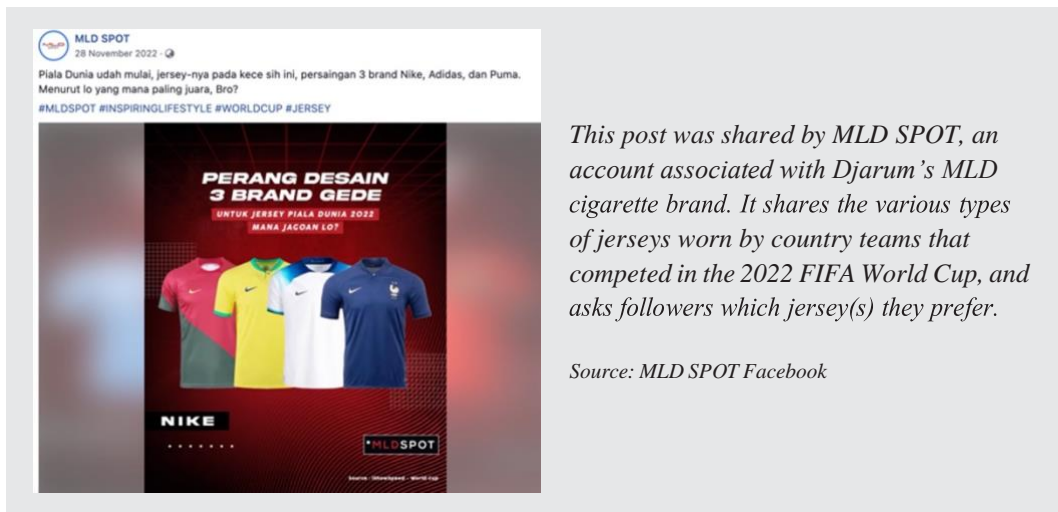 MLD SPOT
28 November 2022 ·
Piala Dunia udah mulai, jersey-nya pada kece sih ini, persaingan 3 brand Nike, Adidas, dan Puma.
Menurut lo yang mana paling juara, Bro?
#MLDSPOT #INSPIRINGLIFESTYLE #WORLDCUP #JERSEY
PERANG DESAIN
3 BRAND GEDE
UNTUK JERSEY PIALA DUNIA 2022
MANA JAGOAN LO?
NIKE
MLDSPOT
This post was shared by MLD SPOT, an
account associated with Djarum’s MLD
cigarette brand. It shares the various types
of jerseys worn by country teams that
competed in the 2022 FIFA World Cup, and
asks followers which jersey(s) they prefer.
Source: MLD SPOT Facebook